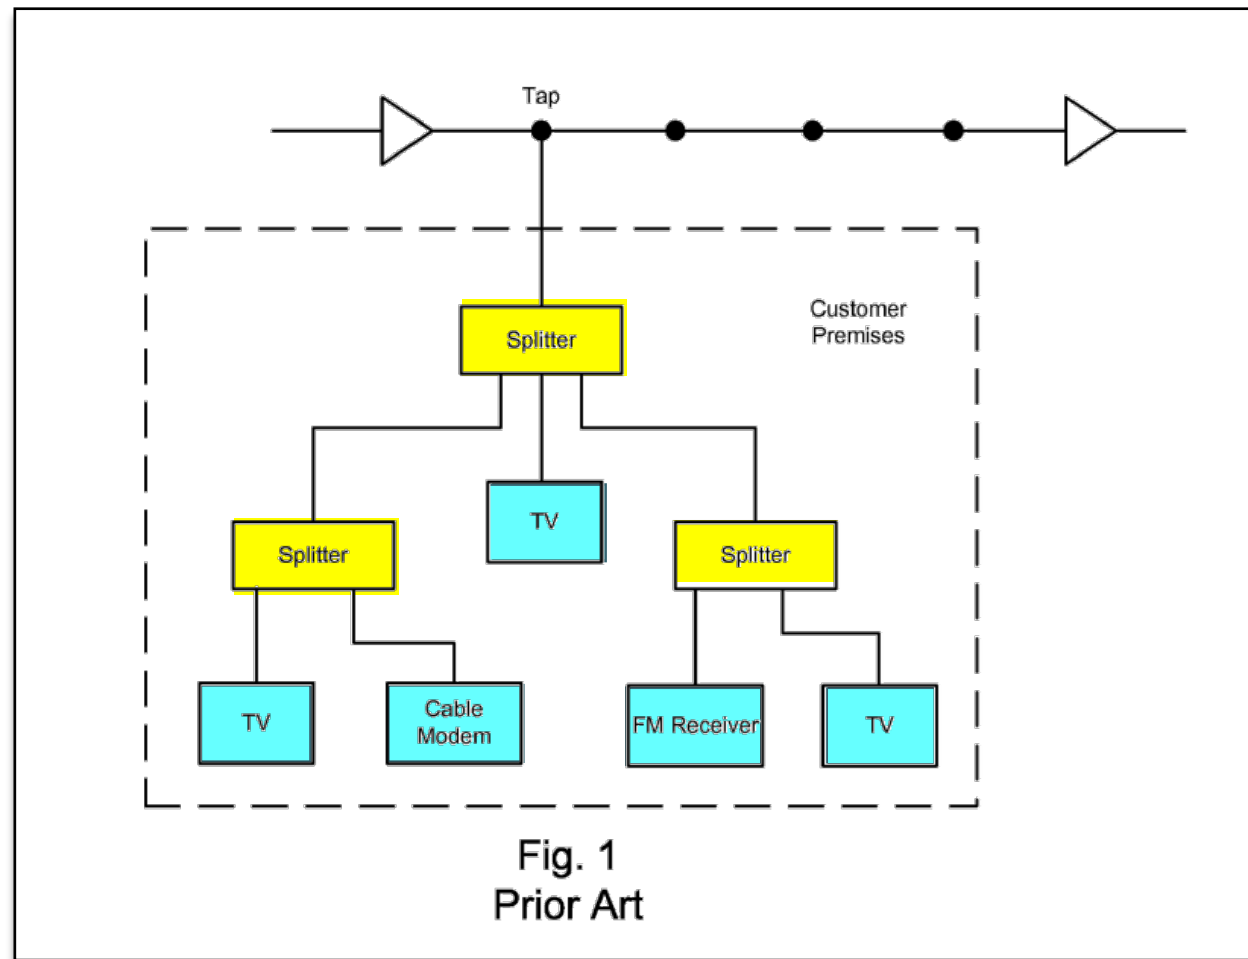 Tap
Customer
Premises
Splitter
TV
Splitter
Splitter
TV
Cable
Modem
FM Receiver
TV
Fig. 1
Prior Art